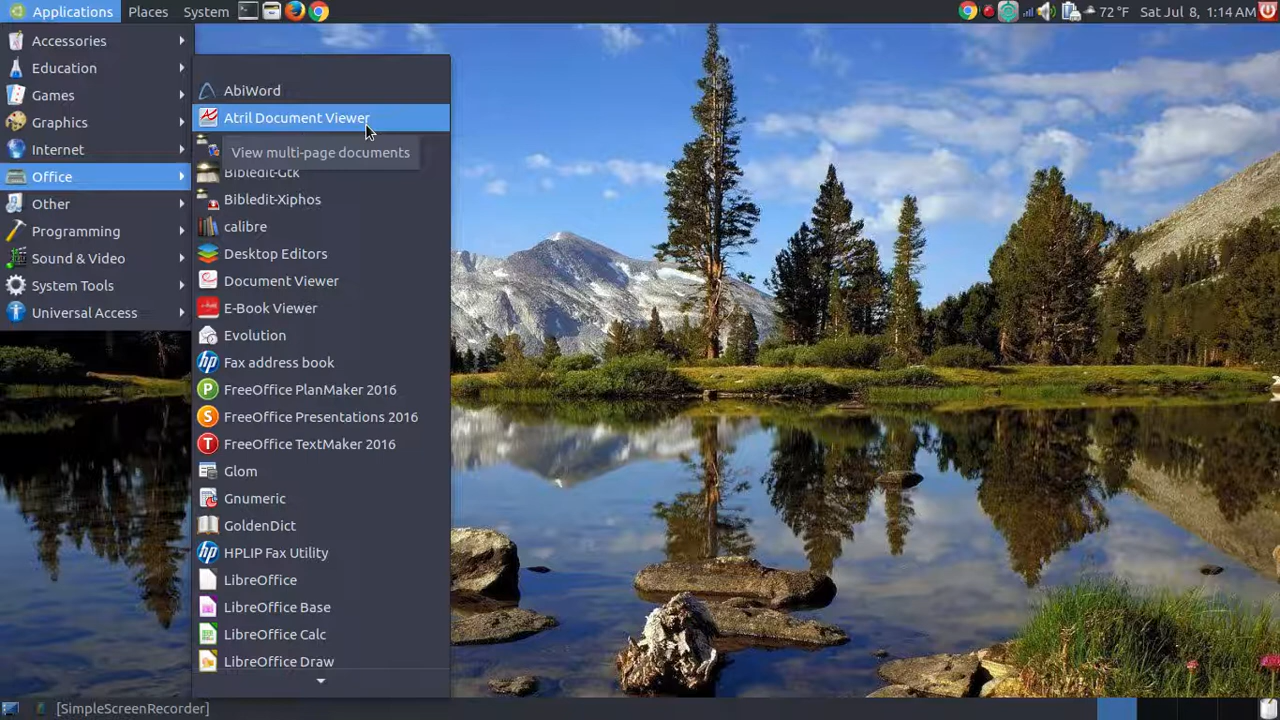 Applications Places System 72 °F Sat Jul 8, 1:14 AM
Accessories
Education
Games
Graphics
Internet
Office
Other
Programming
Sound & Video
System Tools
Universal Access
AbiWord
Atril Document Viewer
View multi-page documents
Bibledit-Gtk
Bibledit-Xiphos
calibre
Desktop Editors
Document Viewer
E-Book Viewer
Evolution
Fax address book
FreeOffice PlanMaker 2016
FreeOffice Presentations 2016
FreeOffice TextMaker 2016
Glom
Gnumeric
GoldenDict
HPLIP Fax Utility
LibreOffice
LibreOffice Base
LibreOffice Calc
LibreOffice Draw
[SimpleScreenRecorder]